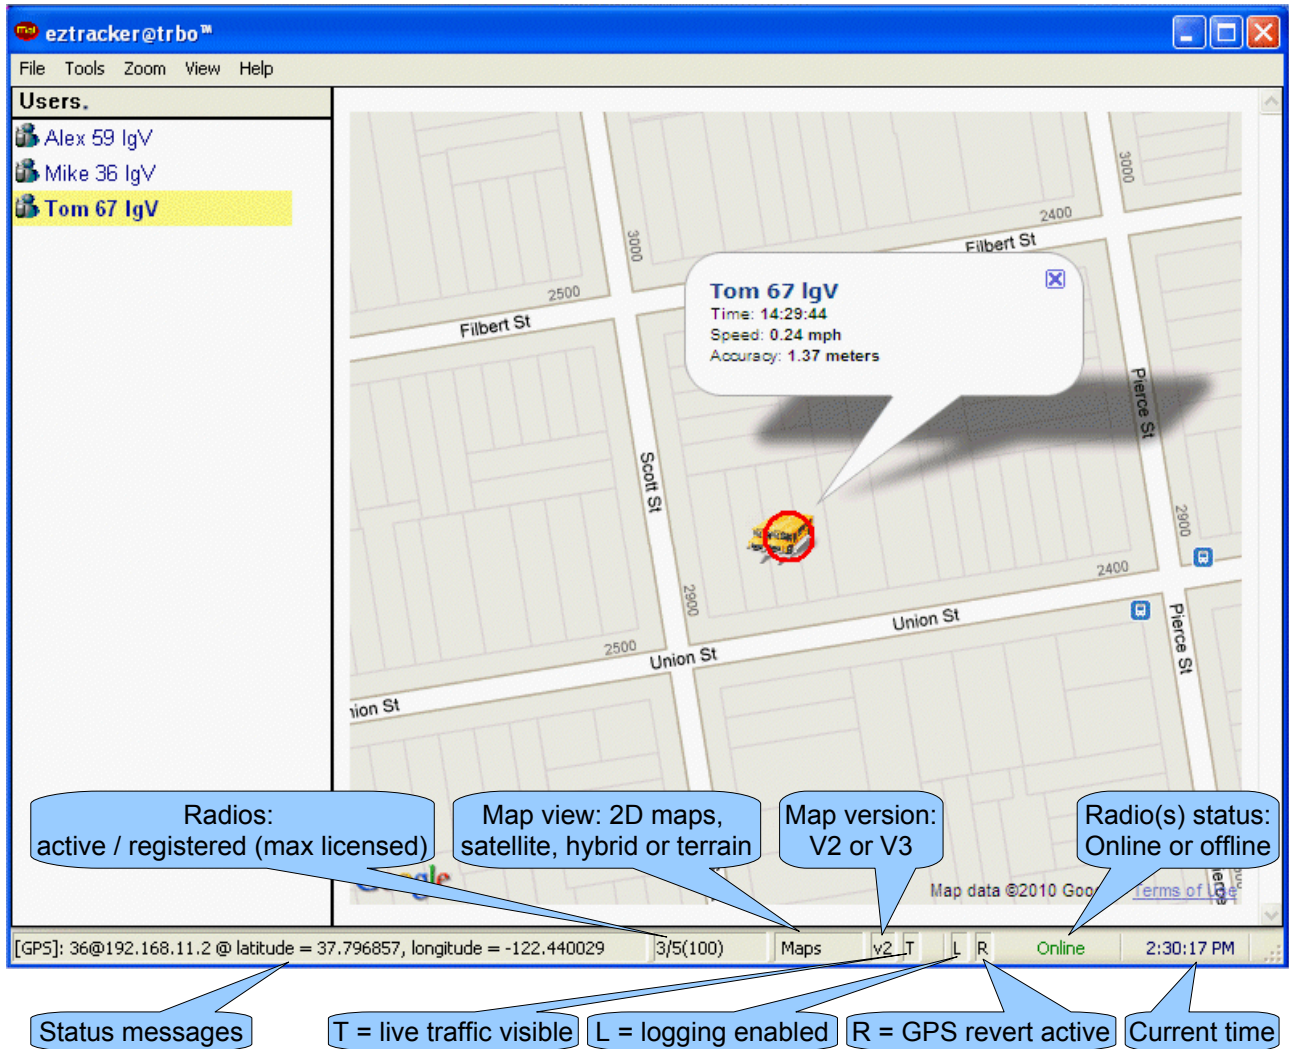 eztracker@trbo™
File Tools Zoom View Help
Users.
Alex 59 lgV
Mike 36 lgV
Tom 67 lgV
3000
3000
2400
Filbert St
2500
Filbert St
Tom 67 lgV
Time: 14:29:44
Speed: 0.24 mph
Accuracy: 1.37 meters
Pierce St
Scott St
2900
2400
2900
Union St
Pierce St
2500
Union St
nion St
Radios:
active / registered (max licensed)
Map view: 2D maps,
satellite, hybrid or terrain
Map version:
V2 or V3
Radio(s) status:
Online or offline
Map data ©2010 Goo
Terms of Use
[GPS]: 36@192.168.11.2 @ latitude = 37.796857, longitude = -122.440029
3/5(100)
Maps
v2 T L R
Online
2:30:17 PM
Status messages
T = live traffic visible
L = logging enabled
R = GPS revert active
Current time